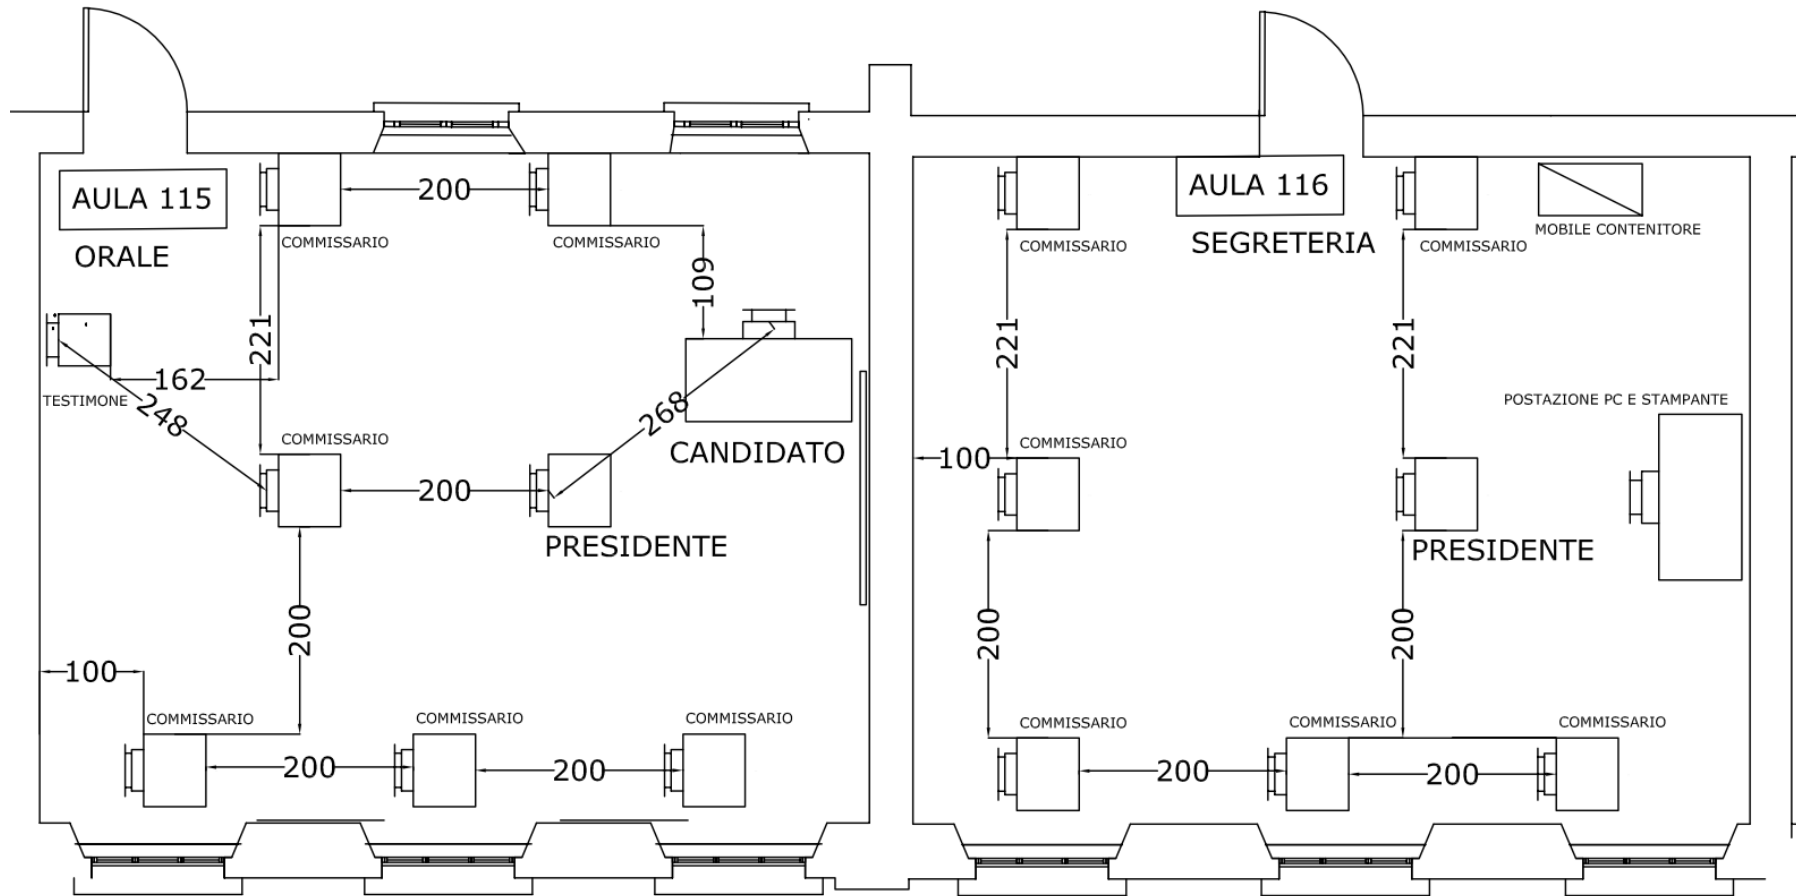 AULA 115
ORALE
200
COMMISSARIO
COMMISSARIO
109
221
162
TESTIMONE
248
COMMISSARIO
268
CANDIDATO
200
PRESIDENTE
200
100
COMMISSARIO
COMMISSARIO
COMMISSARIO
200
200
AULA 116
SEGRETERIA
MOBILE CONTENITORE
COMMISSARIO
COMMISSARIO
221
221
POSTAZIONE PC E STAMPANTE
COMMISSARIO
100
PRESIDENTE
200
200
COMMISSARIO
COMMISSARIO
COMMISSARIO
200
200